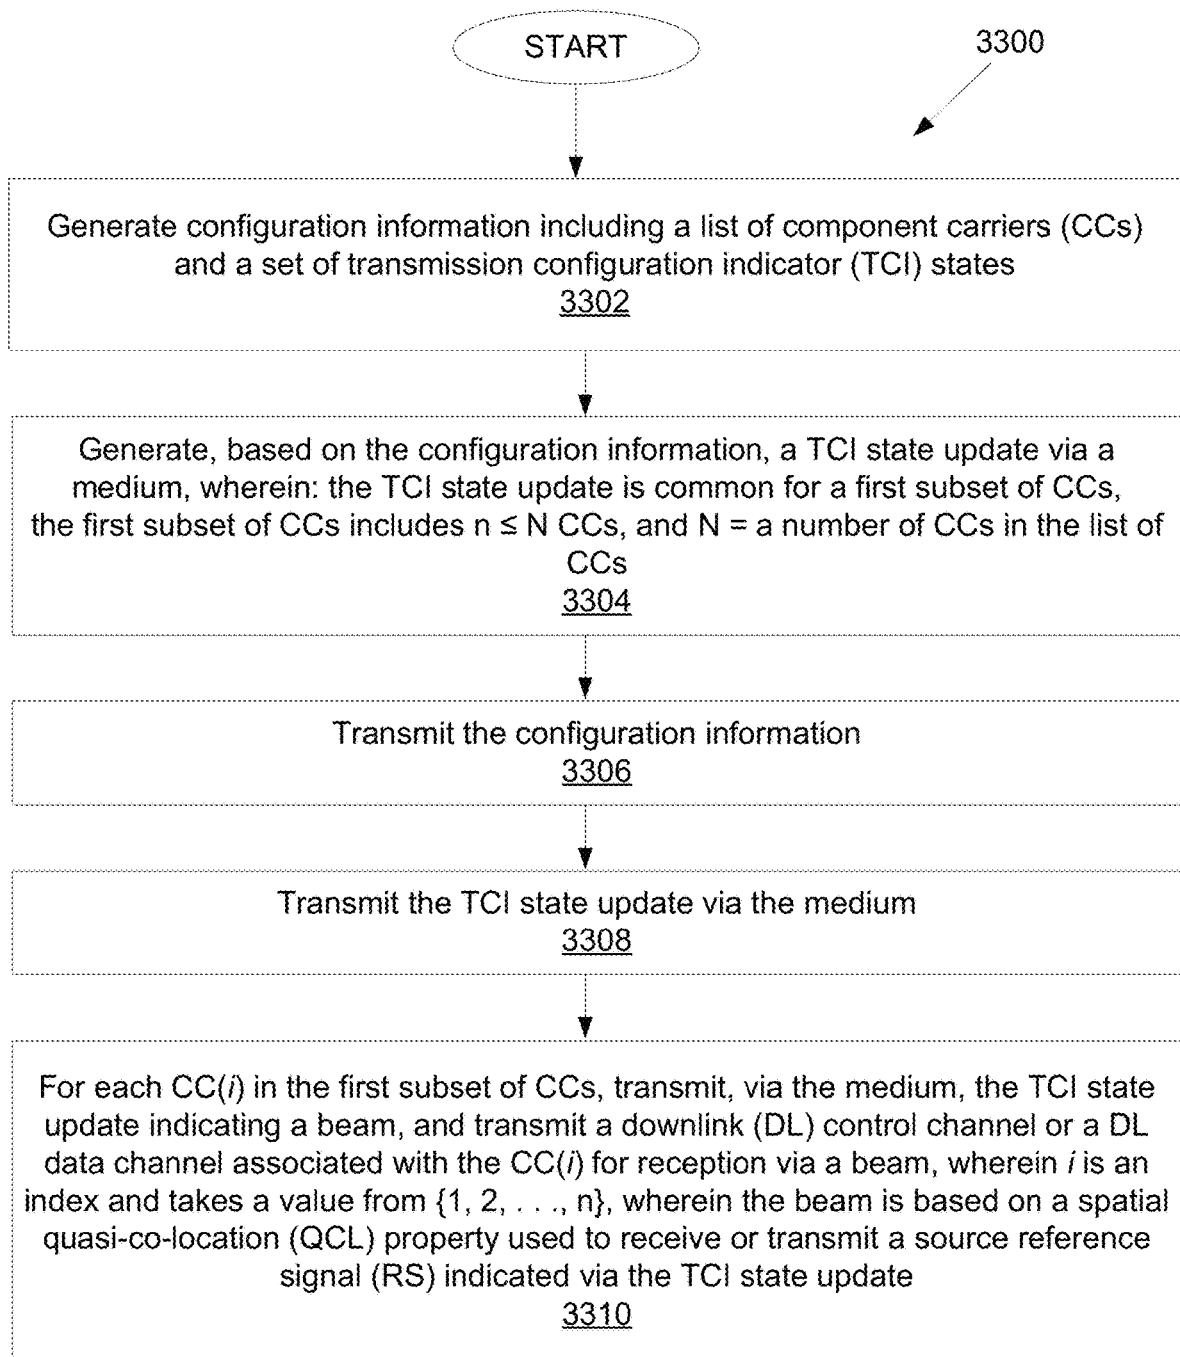 START
3300
Generate configuration information including a list of component carriers (CCs)
and a set of transmission configuration indicator (TCI) states
3302
Generate, based on the configuration information, a TCI state update via a
medium, wherein: the TCI state update is common for a first subset of CCs,
the first subset of CCs includes n ≤ N CCs, and N = a number of CCs in the list of
CCs
3304
Transmit the configuration information
3306
Transmit the TCI state update via the medium
3308
For each CC(i) in the first subset of CCs, transmit, via the medium, the TCI state
update indicating a beam, and transmit a downlink (DL) control channel or a DL
data channel associated with the CC(i) for reception via a beam, wherein i is an
index and takes a value from {1, 2, . . ., n}, wherein the beam is based on a spatial
quasi-co-location (QCL) property used to receive or transmit a source reference
signal (RS) indicated via the TCI state update
3310